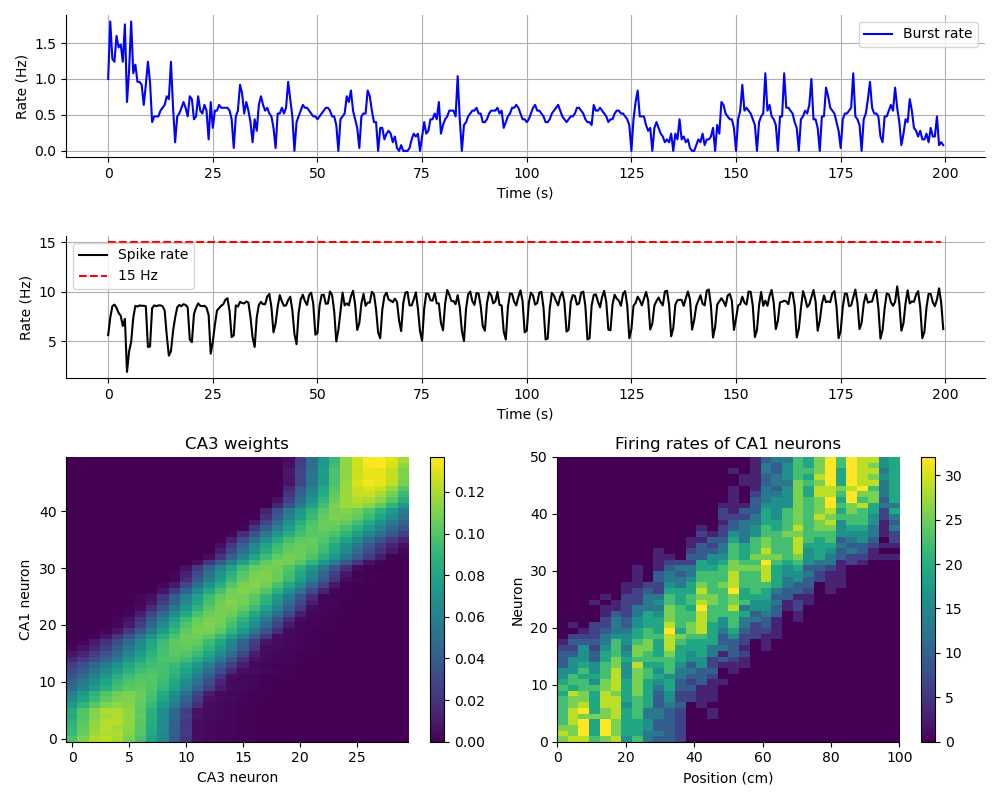 Rate (Hz)
1.5
1.0
0.5
0.0
Burst rate
0 25 50 75 100 125 150 175 200
Time (s)
Rate (Hz)
15
10
5
Spike rate
15 Hz
0 25 50 75 100 125 150 175 200
Time (s)
CA3 weights
CA1 neuron
40
30
20
10
0
0 5 10 15 20 25
CA3 neuron
0.12
0.10
0.08
0.06
0.04
0.02
0.00
Firing rates of CA1 neurons
Neuron
50
40
30
20
10
0
0 20 40 60 80 100
Position (cm)
30
25
20
15
10
5
0